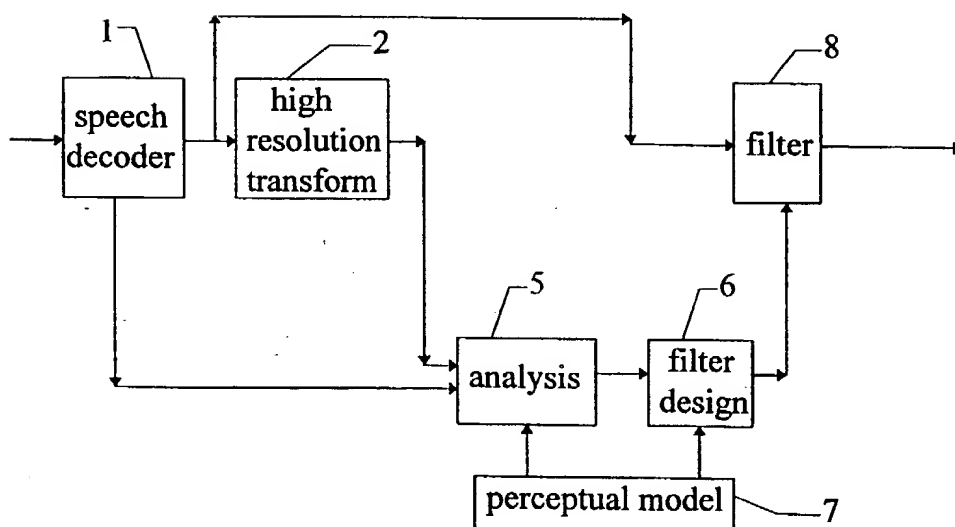 1
2
8
speech
decoder
high
resolution
transform
filter
5
6
analysis
filter
design
perceptual model
7